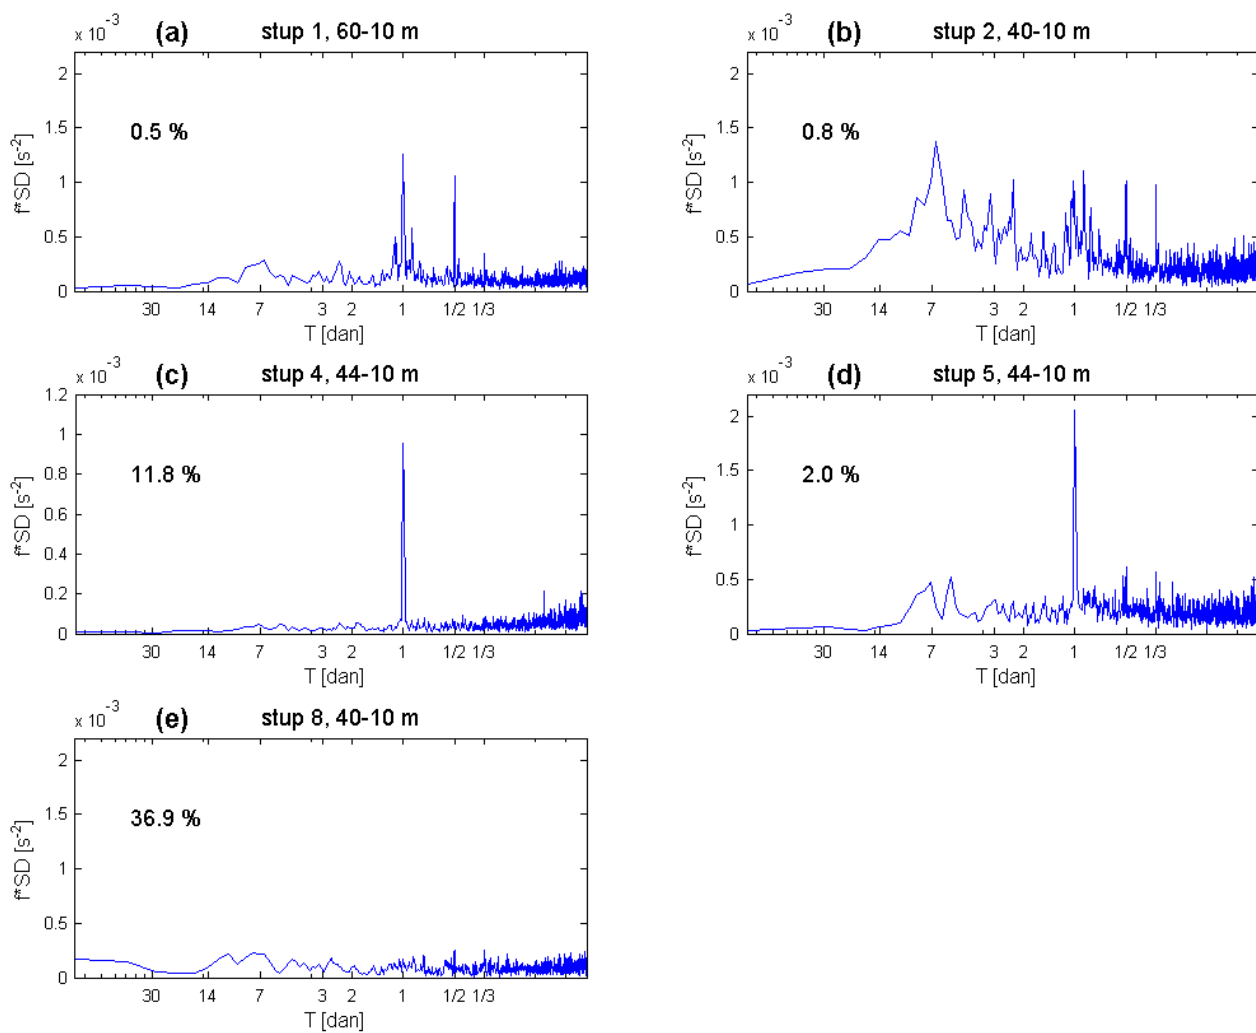 x 10^-3 (a) stup 1, 60-10 m
2
1.5
1
0.5
0
f*SD [s^-2]
0.5 %
30 14 7 3 2 1 1/2 1/3
T [dan]
x 10^-3 (b) stup 2, 40-10 m
2
1.5
1
0.5
0
f*SD [s^-2]
0.8 %
30 14 7 3 2 1 1/2 1/3
T [dan]
x 10^-3 (c) stup 4, 44-10 m
1.2
1
0.8
0.6
0.4
0.2
0
f*SD [s^-2]
11.8 %
30 14 7 3 2 1 1/2 1/3
T [dan]
x 10^-3 (d) stup 5, 44-10 m
2
1.5
1
0.5
0
f*SD [s^-2]
2.0 %
30 14 7 3 2 1 1/2 1/3
T [dan]
x 10^-3 (e) stup 8, 40-10 m
2
1.5
1
0.5
0
f*SD [s^-2]
36.9 %
30 14 7 3 2 1 1/2 1/3
T [dan]